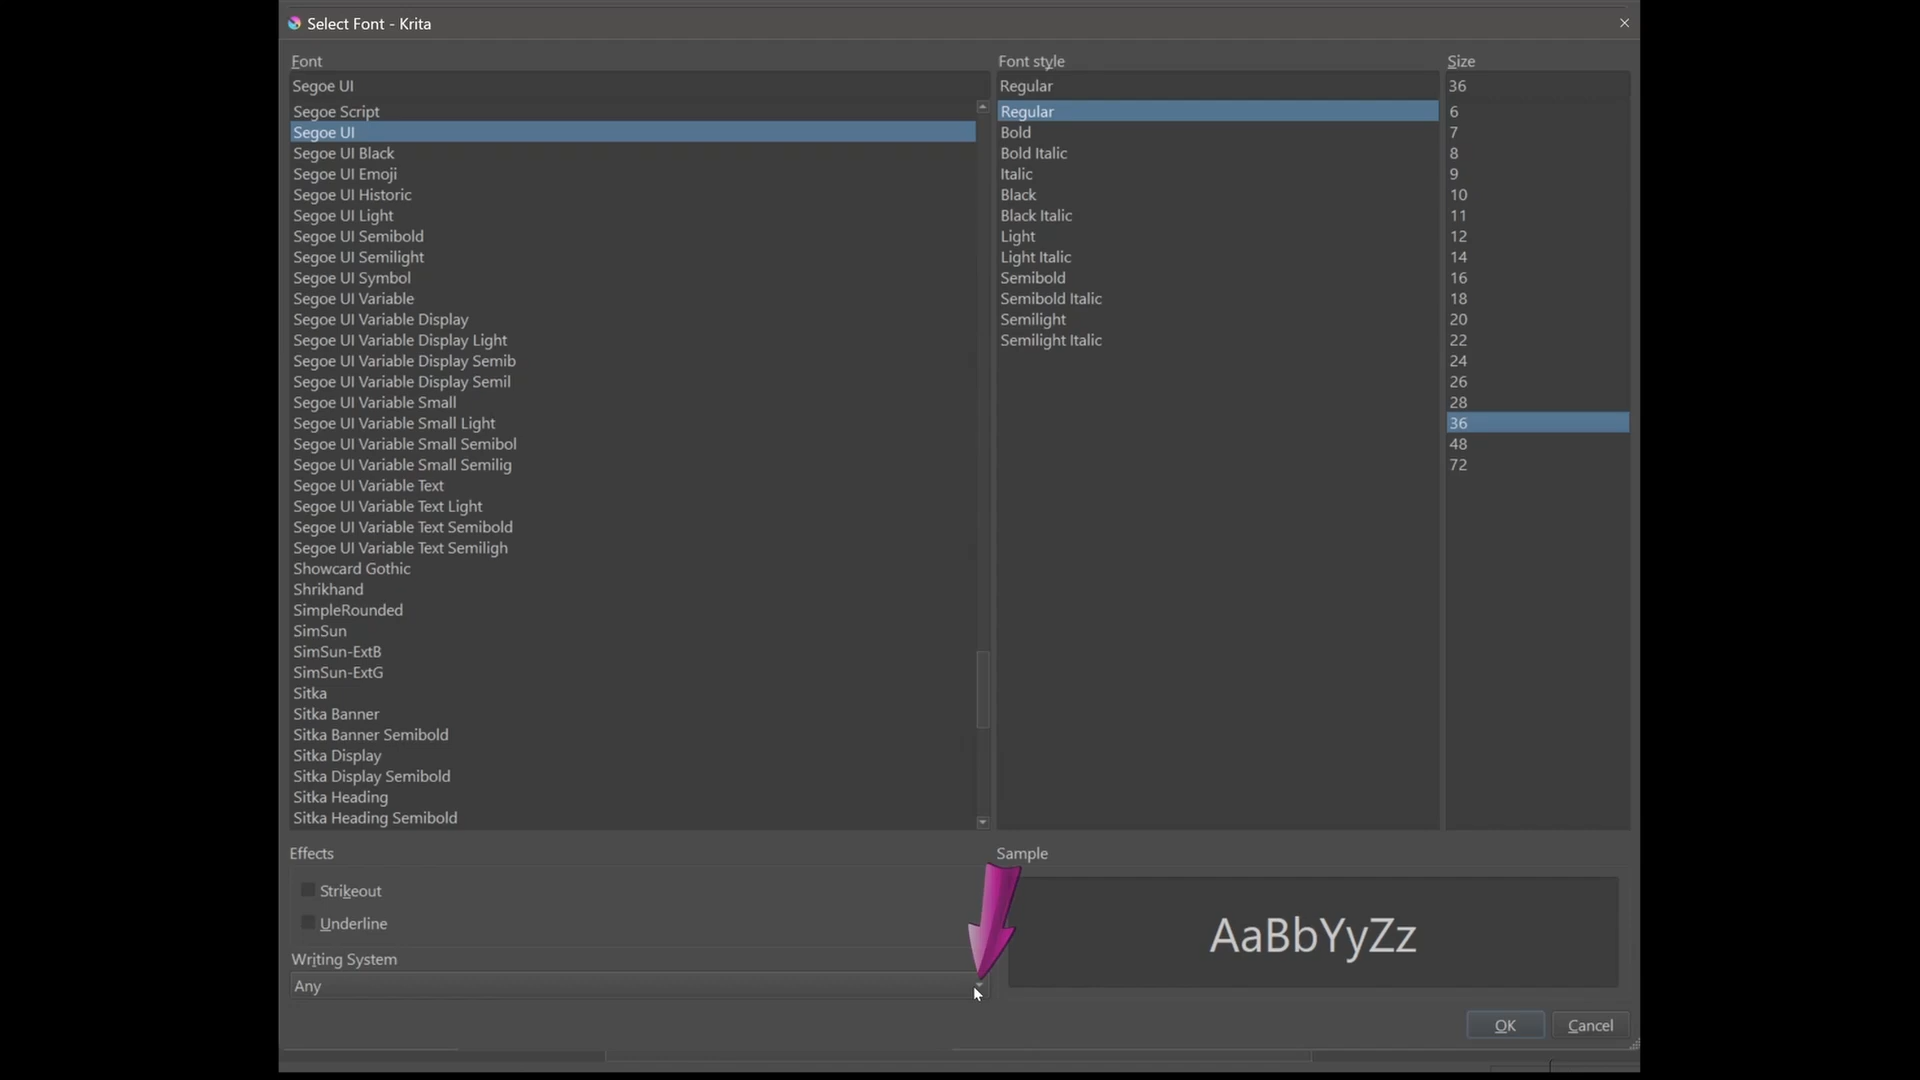 Select Font - Krita
Font
Font style
Size
Segoe UI
Regular
36
Segoe Script
Segoe UI
Segoe UI Black
Segoe UI Emoji
Segoe UI Historic
Segoe UI Light
Segoe UI Semibold
Segoe UI Semilight
Segoe UI Symbol
Segoe UI Variable
Segoe UI Variable Display
Segoe UI Variable Display Light
Segoe UI Variable Display Semib
Segoe UI Variable Display Semil
Segoe UI Variable Small
Segoe UI Variable Small Light
Segoe UI Variable Small Semibol
Segoe UI Variable Small Semilig
Segoe UI Variable Text
Segoe UI Variable Text Light
Segoe UI Variable Text Semibold
Segoe UI Variable Text Semiligh
Showcard Gothic
Shrikhand
SimpleRounded
SimSun
SimSun-ExtB
SimSun-ExtG
Sitka
Sitka Banner
Sitka Banner Semibold
Sitka Display
Sitka Display Semibold
Sitka Heading
Sitka Heading Semibold
Regular
Bold
Bold Italic
Italic
Black
Black Italic
Light
Light Italic
Semibold
Semibold Italic
Semilight
Semilight Italic
6
7
8
9
10
11
12
14
16
18
20
22
24
26
28
36
48
72
Effects
Strikeout
Underline
Writing System
Any
Sample
AaBbYyZz
OK
Cancel